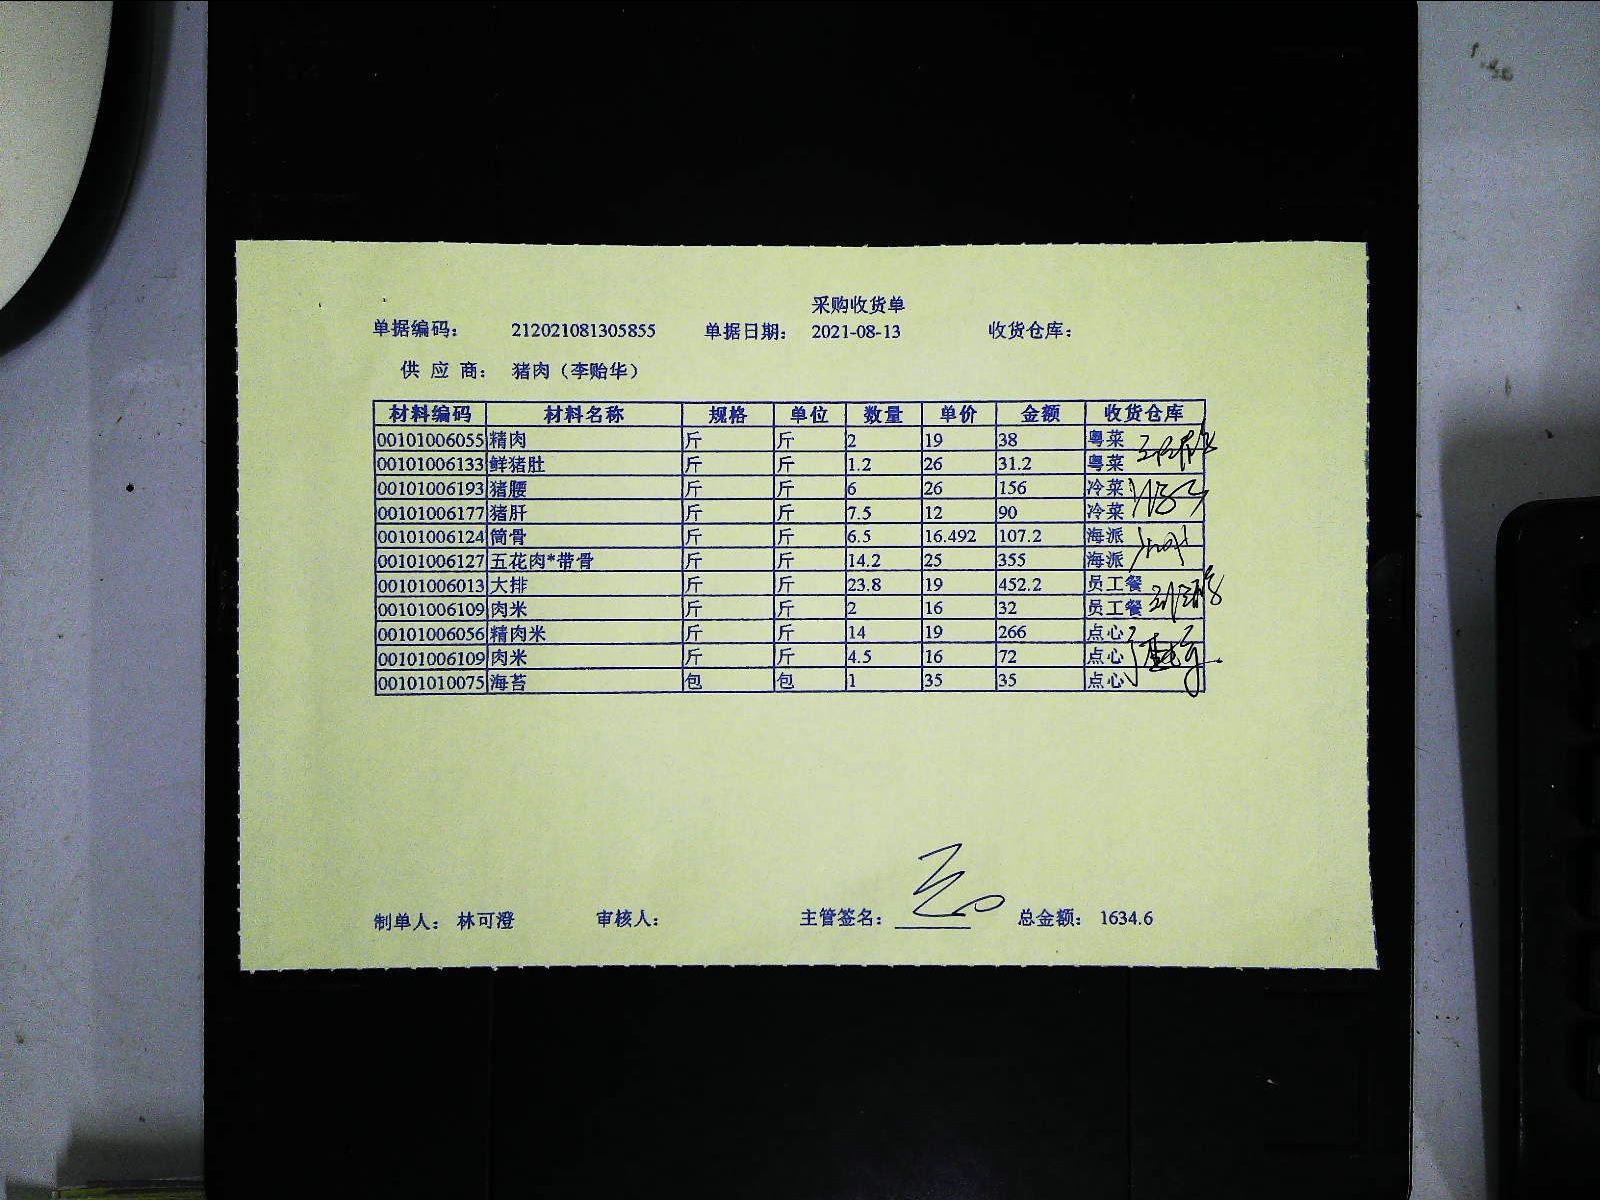 采购收货单
单据编码： 212021081305855 单据日期： 2021-08-13 收货仓库：
供 应 商： 猪肉（李贻华）
材料编码 材料名称 规格 单位 数量 单价 金额 收货仓库
00101006055 精肉 斤 斤 2 19 38 粤菜
00101006133 鲜猪肚 斤 斤 1.2 26 31.2 粤菜
00101006193 猪腰 斤 斤 6 26 156 冷菜
00101006177 猪肝 斤 斤 7.5 12 90 冷菜
00101006124 筒骨 斤 斤 6.5 16.492 107.2 海派
00101006127 五花肉*带骨 斤 斤 14.2 25 355 海派
00101006013 大排 斤 斤 23.8 19 452.2 员工餐
00101006109 肉米 斤 斤 2 16 32 员工餐
00101006056 精肉米 斤 斤 14 19 266 点心
00101006109 肉米 斤 斤 4.5 16 72 点心
00101010075 海苔 包 包 1 35 35 点心
制单人： 林可澄 审核人： 主管签名： 总金额： 1634.6